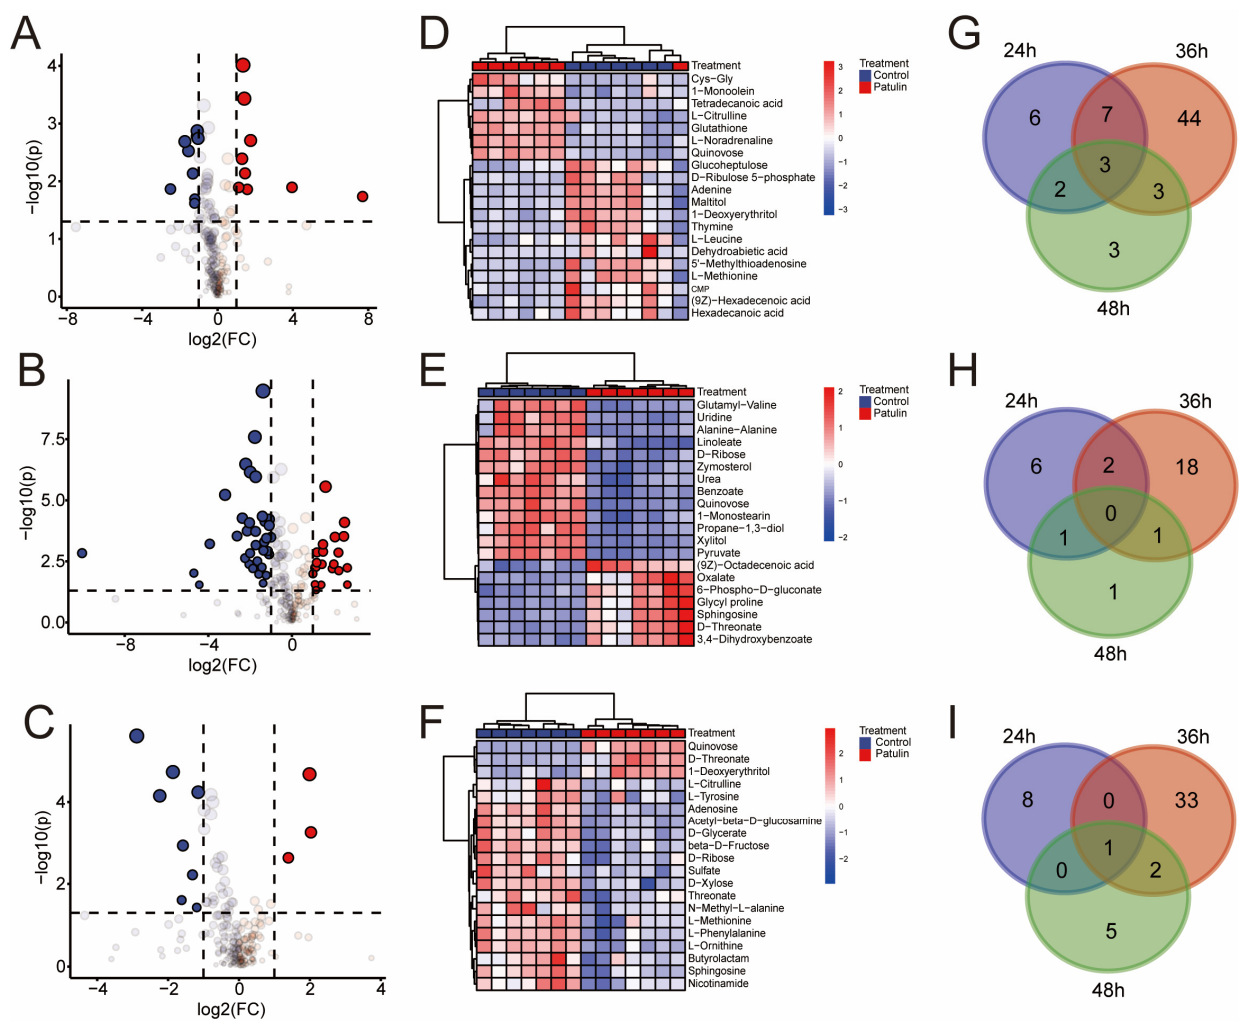 A
−log10(p)
4
3
2
1
0
−8
−4
0
4
8
log2(FC)
D
Treatment
Cys−Gly
1−Monoolein
Tetradecanoic acid
L−Citrulline
Glutathione
L−Noradrenaline
Quinovose
Glucoheptulose
D−Ribulose 5−phosphate
Adenine
Maltitol
1−Deoxyerythritol
Thymine
L−Leucine
Dehydroabietic acid
5'−Methylthioadenosine
L−Methionine
CMP
(9Z)−Hexadecenoic acid
Hexadecanoic acid
3
2
1
0
−1
−2
−3
Treatment
Control
Patulin
G
24h
36h
6
7
44
3
2
3
3
48h
B
−log10(p)
7.5
5.0
2.5
0.0
−8
−4
0
log2(FC)
E
Treatment
Glutamyl−Valine
Uridine
Alanine−Alanine
Linoleate
D−Ribose
Zymosterol
Urea
Benzoate
Quinovose
1−Monostearin
Propane−1,3−diol
Xylitol
Pyruvate
(9Z)−Octadecenoic acid
Oxalate
6−Phospho−D−gluconate
Glycyl proline
Sphingosine
D−Threonate
3,4−Dihydroxybenzoate
2
1
0
−1
−2
Treatment
Control
Patulin
H
24h
36h
6
2
18
0
1
1
1
48h
C
−log10(p)
4
2
0
−4
−2
0
2
4
log2(FC)
F
Treatment
Quinovose
D−Threonate
1−Deoxyerythritol
L−Citrulline
L−Tyrosine
Adenosine
Acetyl−beta−D−glucosamine
D−Glycerate
beta−D−Fructose
D−Ribose
Sulfate
D−Xylose
Threonate
N−Methyl−L−alanine
L−Methionine
L−Phenylalanine
L−Ornithine
Butyrolactam
Sphingosine
Nicotinamide
2
1
0
−1
−2
Treatment
Control
Patulin
I
24h
36h
8
0
33
1
0
2
5
48h